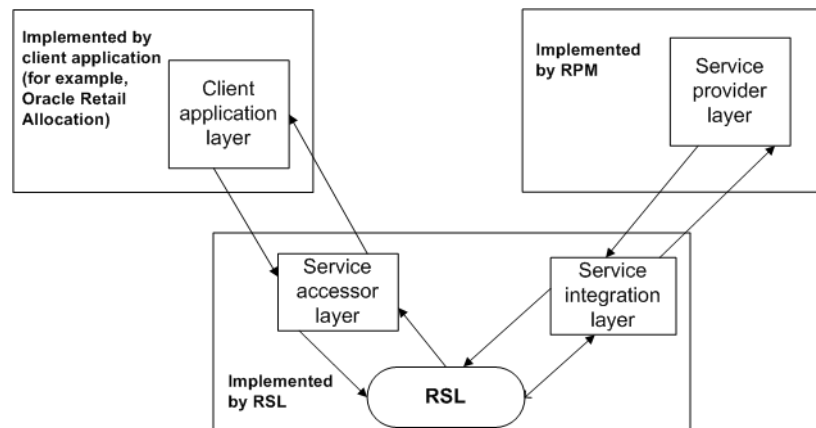 Implemented by
client application
(for example,
Oracle Retail
Allocation)
Client
application
layer
Implemented
by RPM
Service
provider
layer
Service
accessor
layer
Service
integration
layer
Implemented
by RSL
RSL